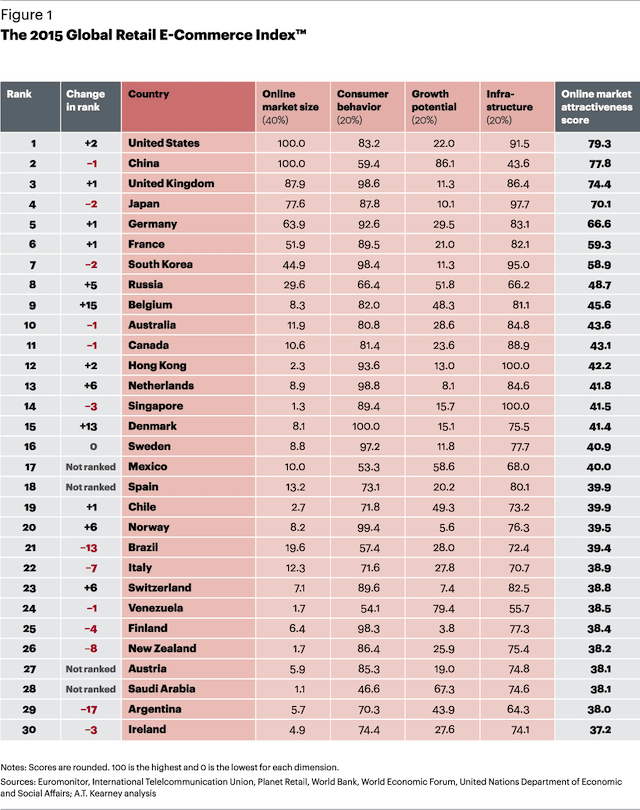 Figure 1
The 2015 Global Retail E-Commerce Index™
Rank Change in rank Country Online market size (40%) Consumer behavior (20%) Growth potential (20%) Infra-structure (20%) Online market attractiveness score
1 +2 United States 100.0 83.2 22.0 91.5 79.3
2 −1 China 100.0 59.4 86.1 43.6 77.8
3 +1 United Kingdom 87.9 98.6 11.3 86.4 74.4
4 −2 Japan 77.6 87.8 10.1 97.7 70.1
5 +1 Germany 63.9 92.6 29.5 83.1 66.6
6 +1 France 51.9 89.5 21.0 82.1 59.3
7 −2 South Korea 44.9 98.4 11.3 95.0 58.9
8 +5 Russia 29.6 66.4 51.8 66.2 48.7
9 +15 Belgium 8.3 82.0 48.3 81.1 45.6
10 −1 Australia 11.9 80.8 28.6 84.8 43.6
11 −1 Canada 10.6 81.4 23.6 88.9 43.1
12 +2 Hong Kong 2.3 93.6 13.0 100.0 42.2
13 +6 Netherlands 8.9 98.8 8.1 84.6 41.8
14 −3 Singapore 1.3 89.4 15.7 100.0 41.5
15 +13 Denmark 8.1 100.0 15.1 75.5 41.4
16 0 Sweden 8.8 97.2 11.8 77.7 40.9
17 Not ranked Mexico 10.0 53.3 58.6 68.0 40.0
18 Not ranked Spain 13.2 73.1 20.2 80.1 39.9
19 +1 Chile 2.7 71.8 49.3 73.2 39.9
20 +6 Norway 8.2 99.4 5.6 76.3 39.5
21 −13 Brazil 19.6 57.4 28.0 72.4 39.4
22 −7 Italy 12.3 71.6 27.8 70.7 38.9
23 +6 Switzerland 7.1 89.6 7.4 82.5 38.8
24 −1 Venezuela 1.7 54.1 79.4 55.7 38.5
25 −4 Finland 6.4 98.3 3.8 77.3 38.4
26 −8 New Zealand 1.7 86.4 25.9 75.4 38.2
27 Not ranked Austria 5.9 85.3 19.0 74.8 38.1
28 Not ranked Saudi Arabia 1.1 46.6 67.3 74.6 38.1
29 −17 Argentina 5.7 70.3 43.9 64.3 38.0
30 −3 Ireland 4.9 74.4 27.6 74.1 37.2
Notes: Scores are rounded. 100 is the highest and 0 is the lowest for each dimension.
Sources: Euromonitor, International Telecommunication Union, Planet Retail, World Bank, World Economic Forum, United Nations Department of Economic
and Social Affairs; A.T. Kearney analysis